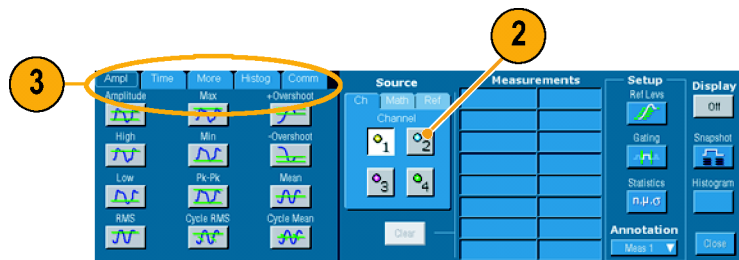 2
3
Ampl Time More Histog Comm
Amplitude Max +Overshoot
High Min -Overshoot
Low Pk-Pk Mean
RMS Cycle RMS Cycle Mean
Source
Ch Math Ref
Channel
1 2
3 4
Clear
Measurements
Setup
Ref Levs
Gating
Statistics
n,μ,σ
Annotation
Meas 1
Display
Off
Snapshot
Histogram
Close